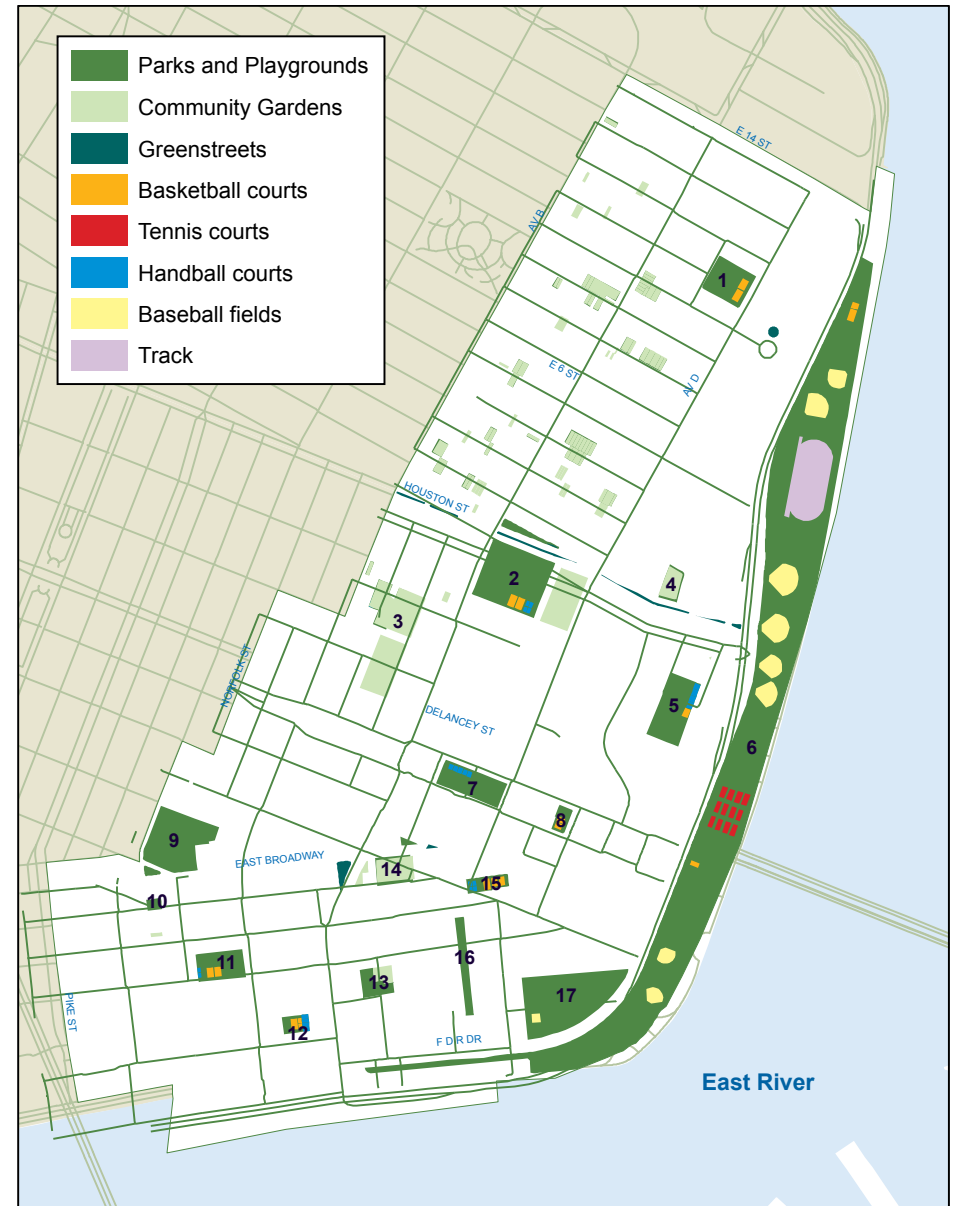 Parks and Playgrounds
Community Gardens
Greenstreets
Basketball courts
Tennis courts
Handball courts
Baseball fields
Track
E 14 ST
AV B
1
E 6 ST
AV D
HOUSTON ST
2
4
3
NORFOLK ST
5
DELANCEY ST
6
7
8
9
EAST BROADWAY
14
15
10
16
11
13
17
PIKE ST
12
F D R DR
East River